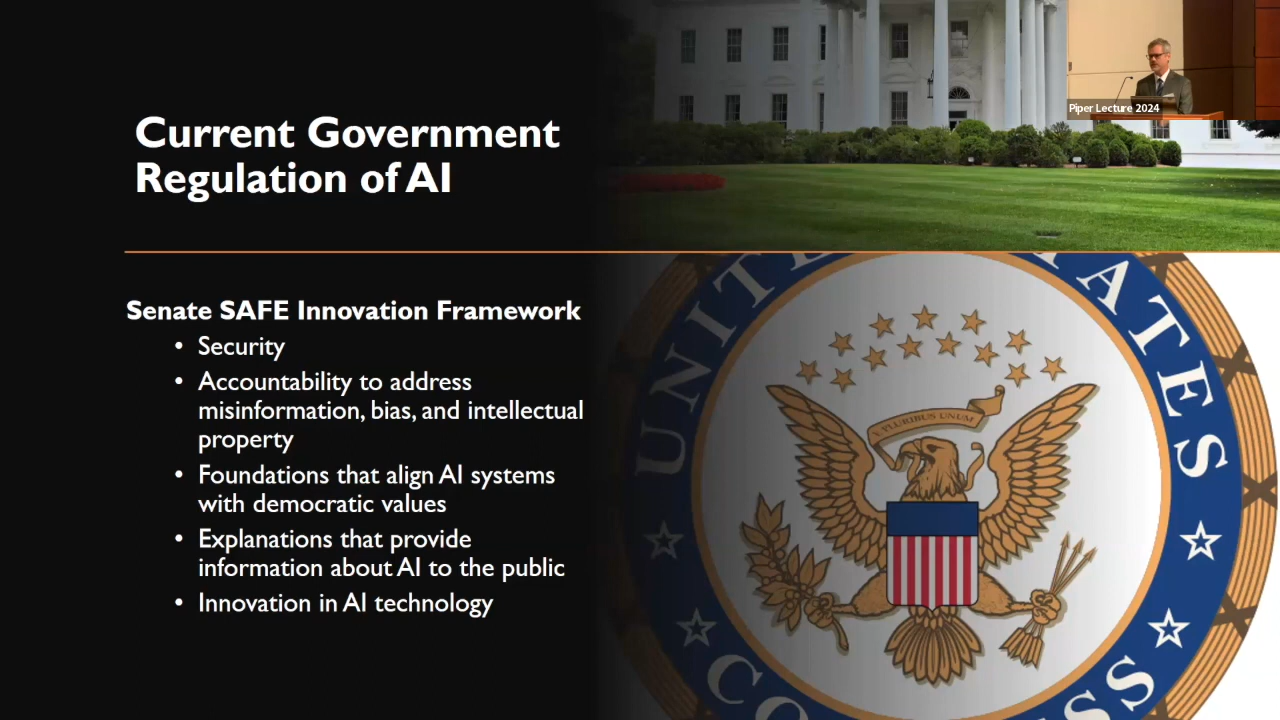 Piper Lecture 2024
Current Government
Regulation of AI
Senate SAFE Innovation Framework
• Security
• Accountability to address
misinformation, bias, and intellectual
property
• Foundations that align AI systems
with democratic values
• Explanations that provide
information about AI to the public
• Innovation in AI technology
UNITED STATES
E PLURIBUS UNUM